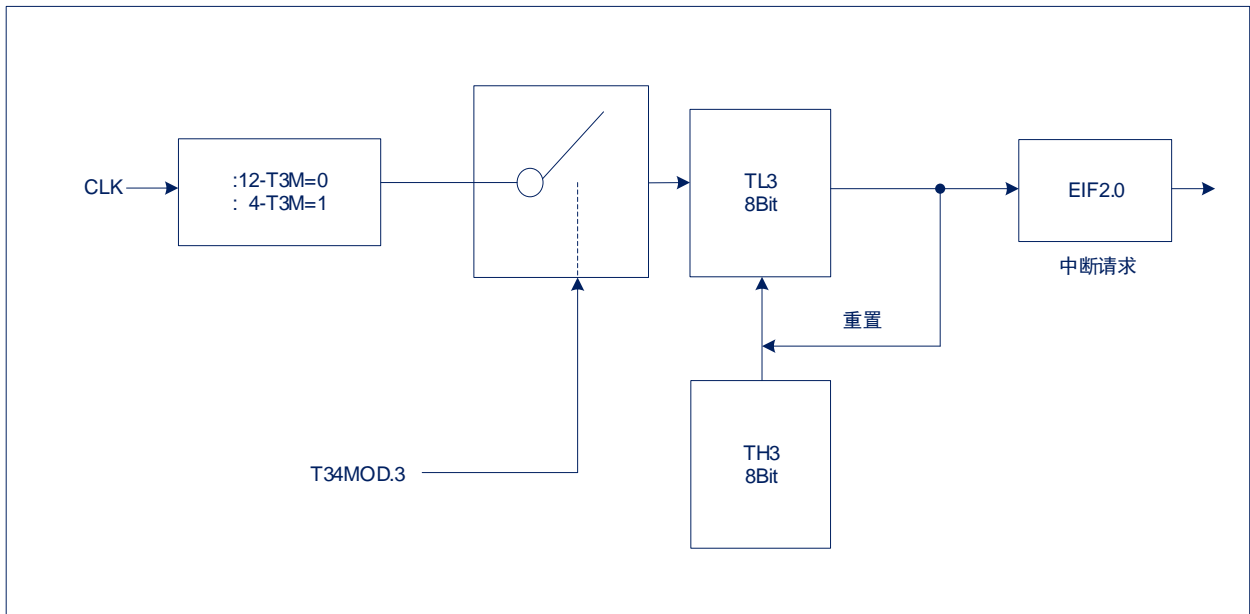 CLK
:12-T3M=0
: 4-T3M=1
TL3
8Bit
EIF2.0
中断请求
重置
TH3
8Bit
T34MOD.3